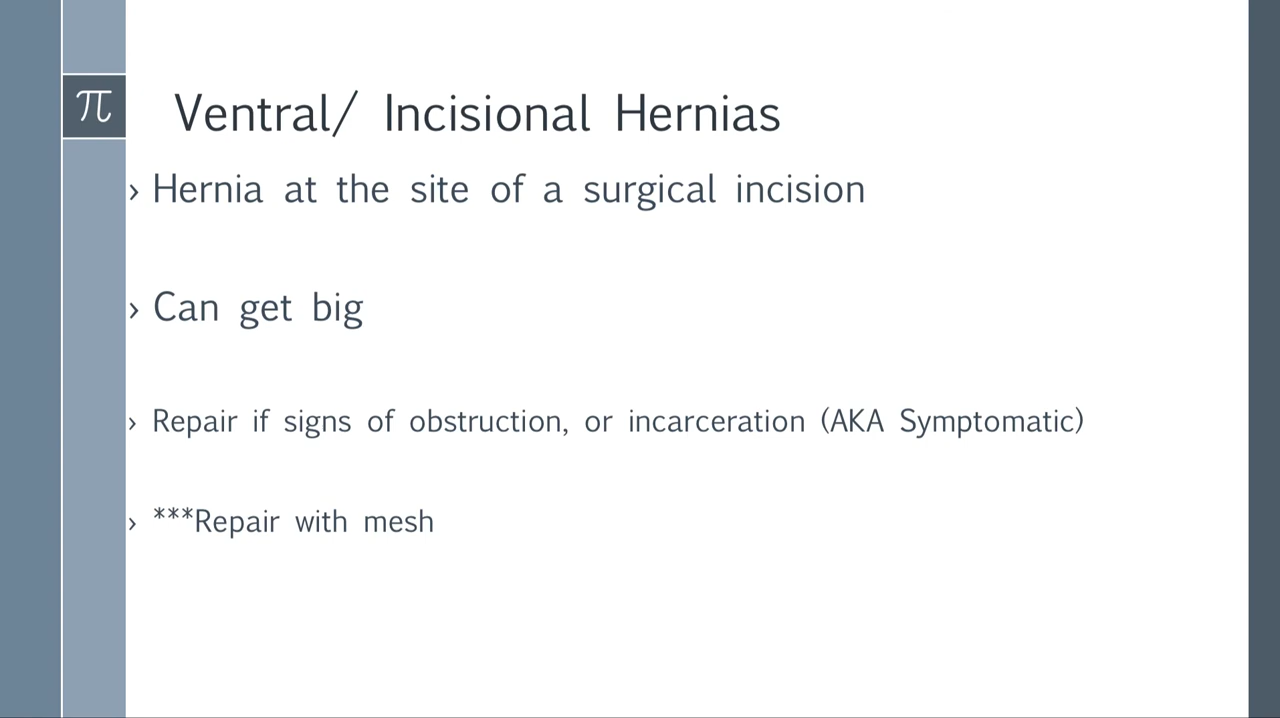 π
Ventral/ Incisional Hernias
› Hernia at the site of a surgical incision
› Can get big
› Repair if signs of obstruction, or incarceration (AKA Symptomatic)
› ***Repair with mesh